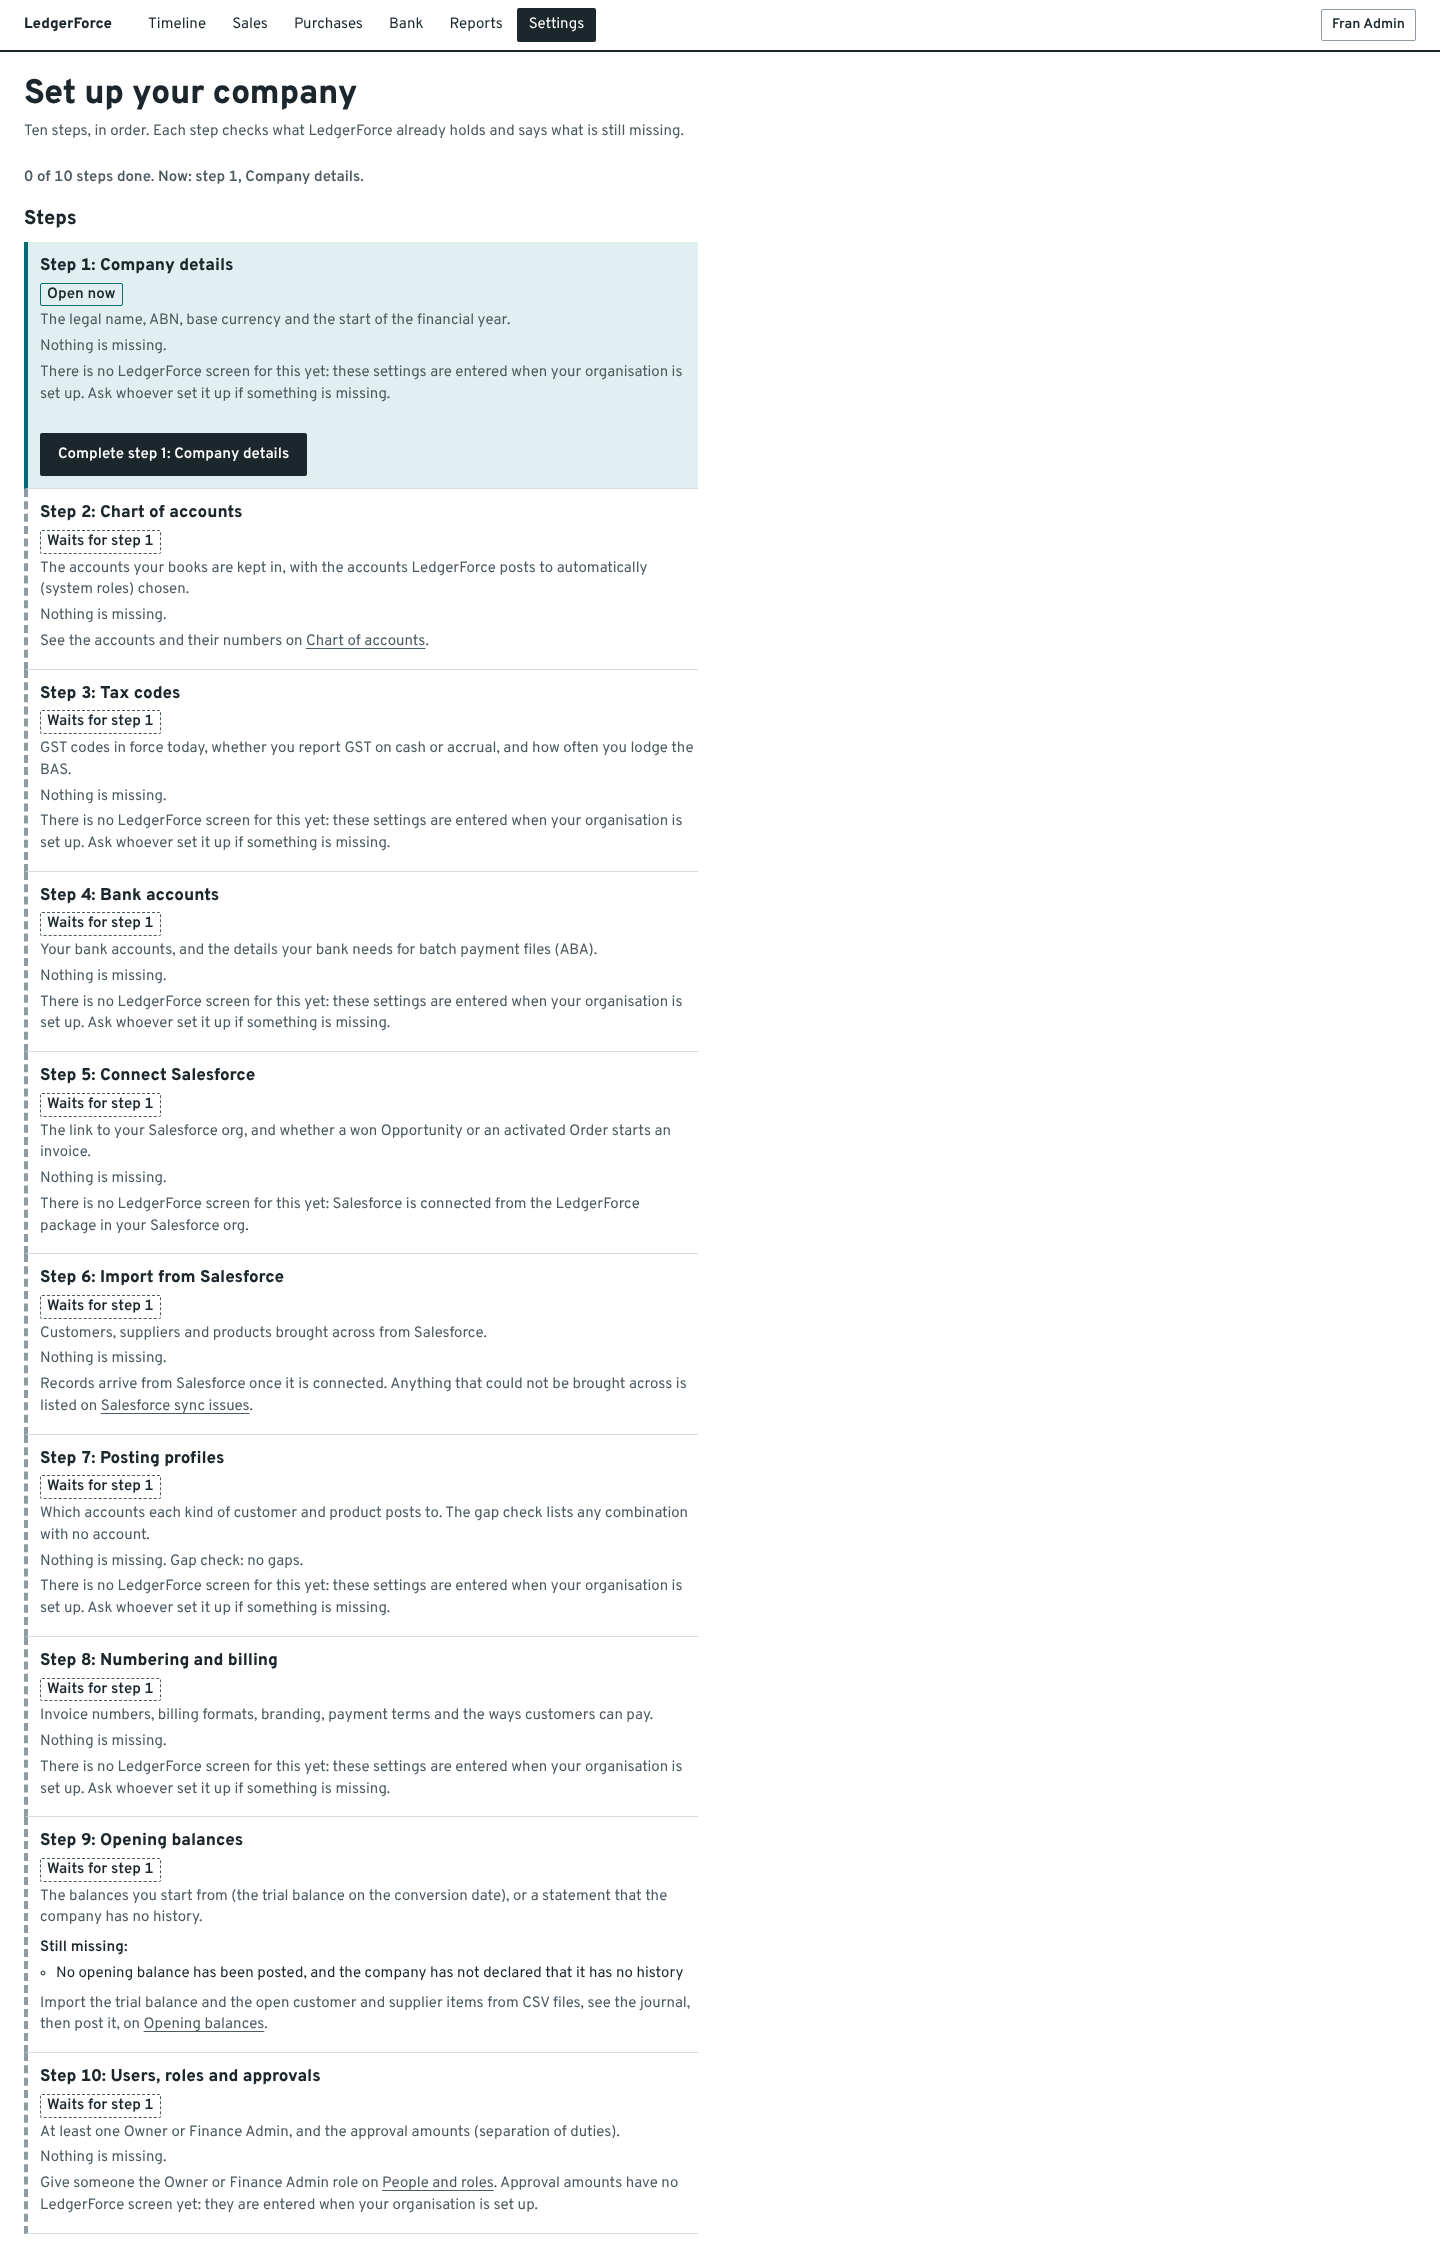 LedgerForce Timeline Sales Purchases Bank Reports Settings Fran Admin
Set up your company
Ten steps, in order. Each step checks what LedgerForce already holds and says what is still missing.
0 of 10 steps done. Now: step 1, Company details.
Steps
Step 1: Company details
Open now
The legal name, ABN, base currency and the start of the financial year.
Nothing is missing.
There is no LedgerForce screen for this yet: these settings are entered when your organisation is
set up. Ask whoever set it up if something is missing.
Complete step 1: Company details
Step 2: Chart of accounts
Waits for step 1
The accounts your books are kept in, with the accounts LedgerForce posts to automatically
(system roles) chosen.
Nothing is missing.
See the accounts and their numbers on Chart of accounts.
Step 3: Tax codes
Waits for step 1
GST codes in force today, whether you report GST on cash or accrual, and how often you lodge the
BAS.
Nothing is missing.
There is no LedgerForce screen for this yet: these settings are entered when your organisation is
set up. Ask whoever set it up if something is missing.
Step 4: Bank accounts
Waits for step 1
Your bank accounts, and the details your bank needs for batch payment files (ABA).
Nothing is missing.
There is no LedgerForce screen for this yet: these settings are entered when your organisation is
set up. Ask whoever set it up if something is missing.
Step 5: Connect Salesforce
Waits for step 1
The link to your Salesforce org, and whether a won Opportunity or an activated Order starts an
invoice.
Nothing is missing.
There is no LedgerForce screen for this yet: Salesforce is connected from the LedgerForce
package in your Salesforce org.
Step 6: Import from Salesforce
Waits for step 1
Customers, suppliers and products brought across from Salesforce.
Nothing is missing.
Records arrive from Salesforce once it is connected. Anything that could not be brought across is
listed on Salesforce sync issues.
Step 7: Posting profiles
Waits for step 1
Which accounts each kind of customer and product posts to. The gap check lists any combination
with no account.
Nothing is missing. Gap check: no gaps.
There is no LedgerForce screen for this yet: these settings are entered when your organisation is
set up. Ask whoever set it up if something is missing.
Step 8: Numbering and billing
Waits for step 1
Invoice numbers, billing formats, branding, payment terms and the ways customers can pay.
Nothing is missing.
There is no LedgerForce screen for this yet: these settings are entered when your organisation is
set up. Ask whoever set it up if something is missing.
Step 9: Opening balances
Waits for step 1
The balances you start from (the trial balance on the conversion date), or a statement that the
company has no history.
Still missing:
No opening balance has been posted, and the company has not declared that it has no history
Import the trial balance and the open customer and supplier items from CSV files, see the journal,
then post it, on Opening balances.
Step 10: Users, roles and approvals
Waits for step 1
At least one Owner or Finance Admin, and the approval amounts (separation of duties).
Nothing is missing.
Give someone the Owner or Finance Admin role on People and roles. Approval amounts have no
LedgerForce screen yet: they are entered when your organisation is set up.